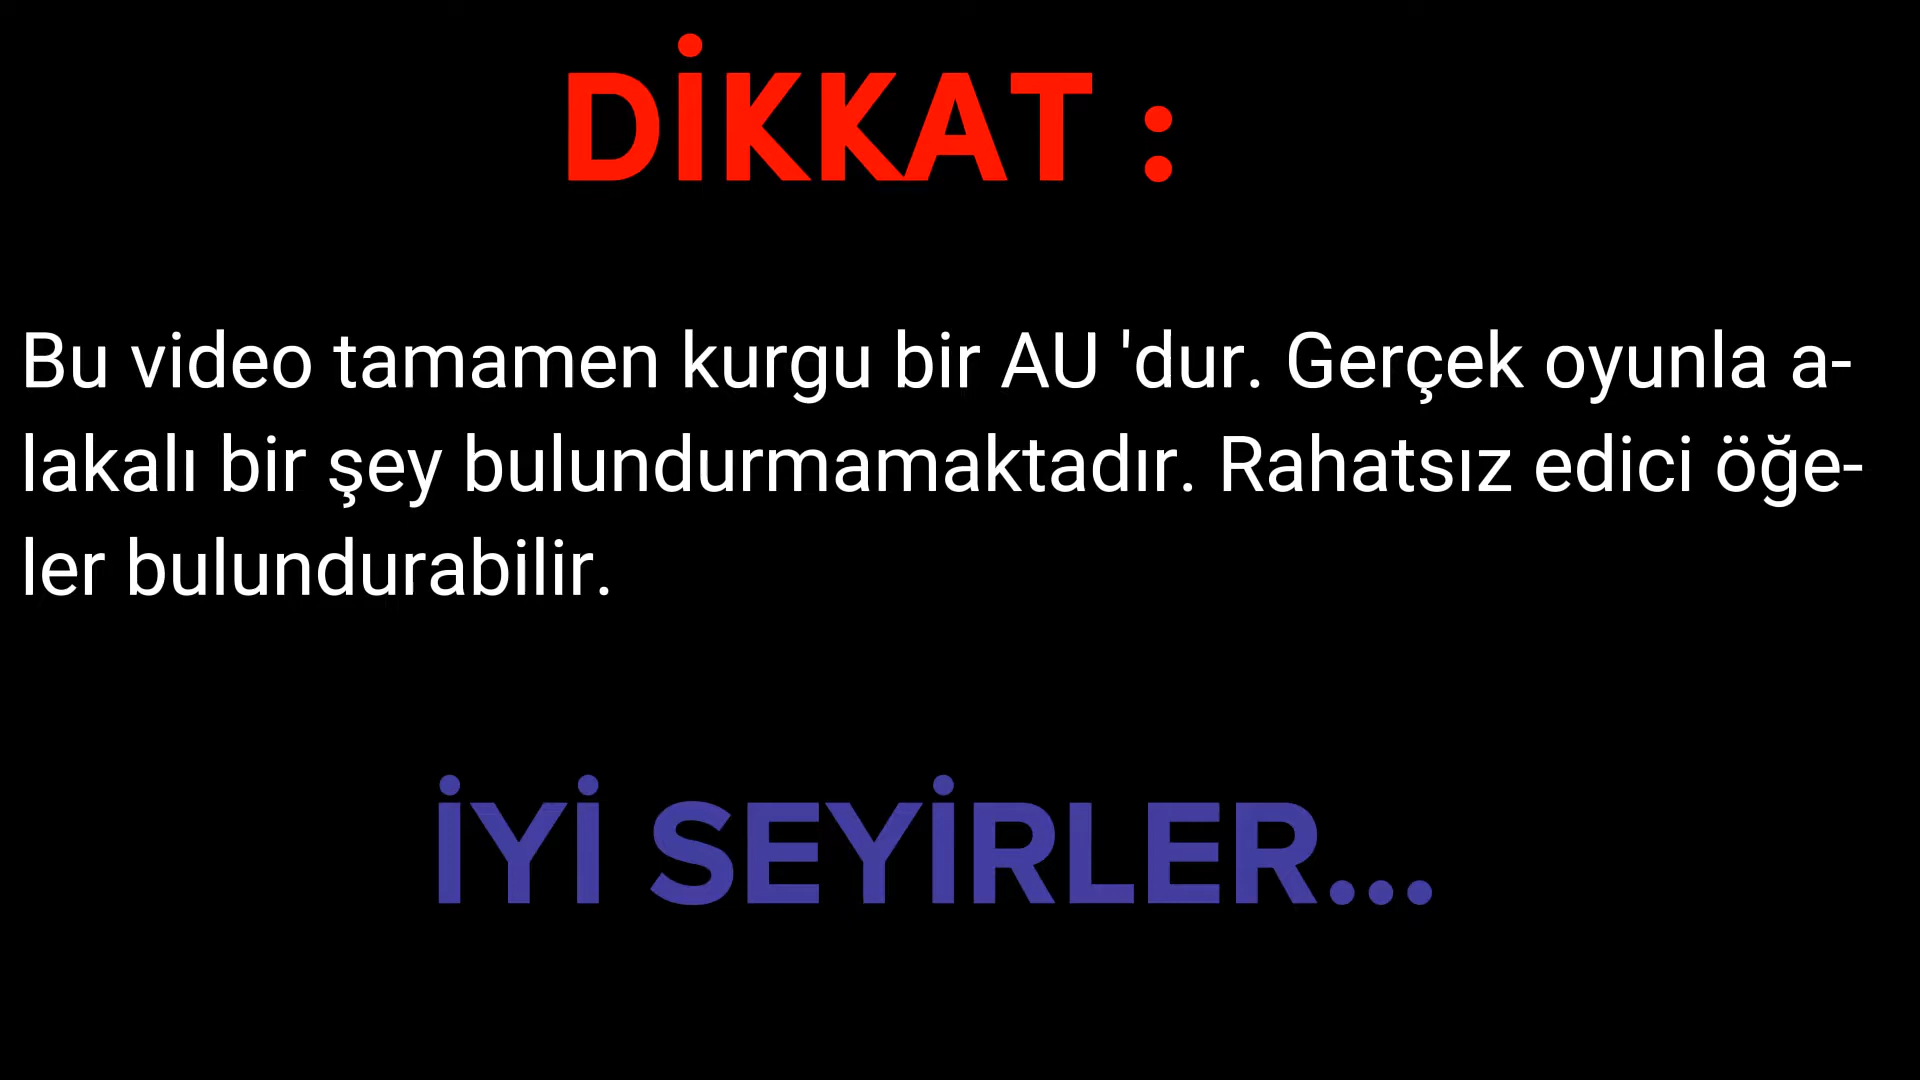 DİKKAT :
Bu video tamamen kurgu bir AU 'dur. Gerçek oyunla a-
lakalı bir şey bulundurmamaktadır. Rahatsız edici öğe-
ler bulundurabilir.
İYİ SEYİRLER...